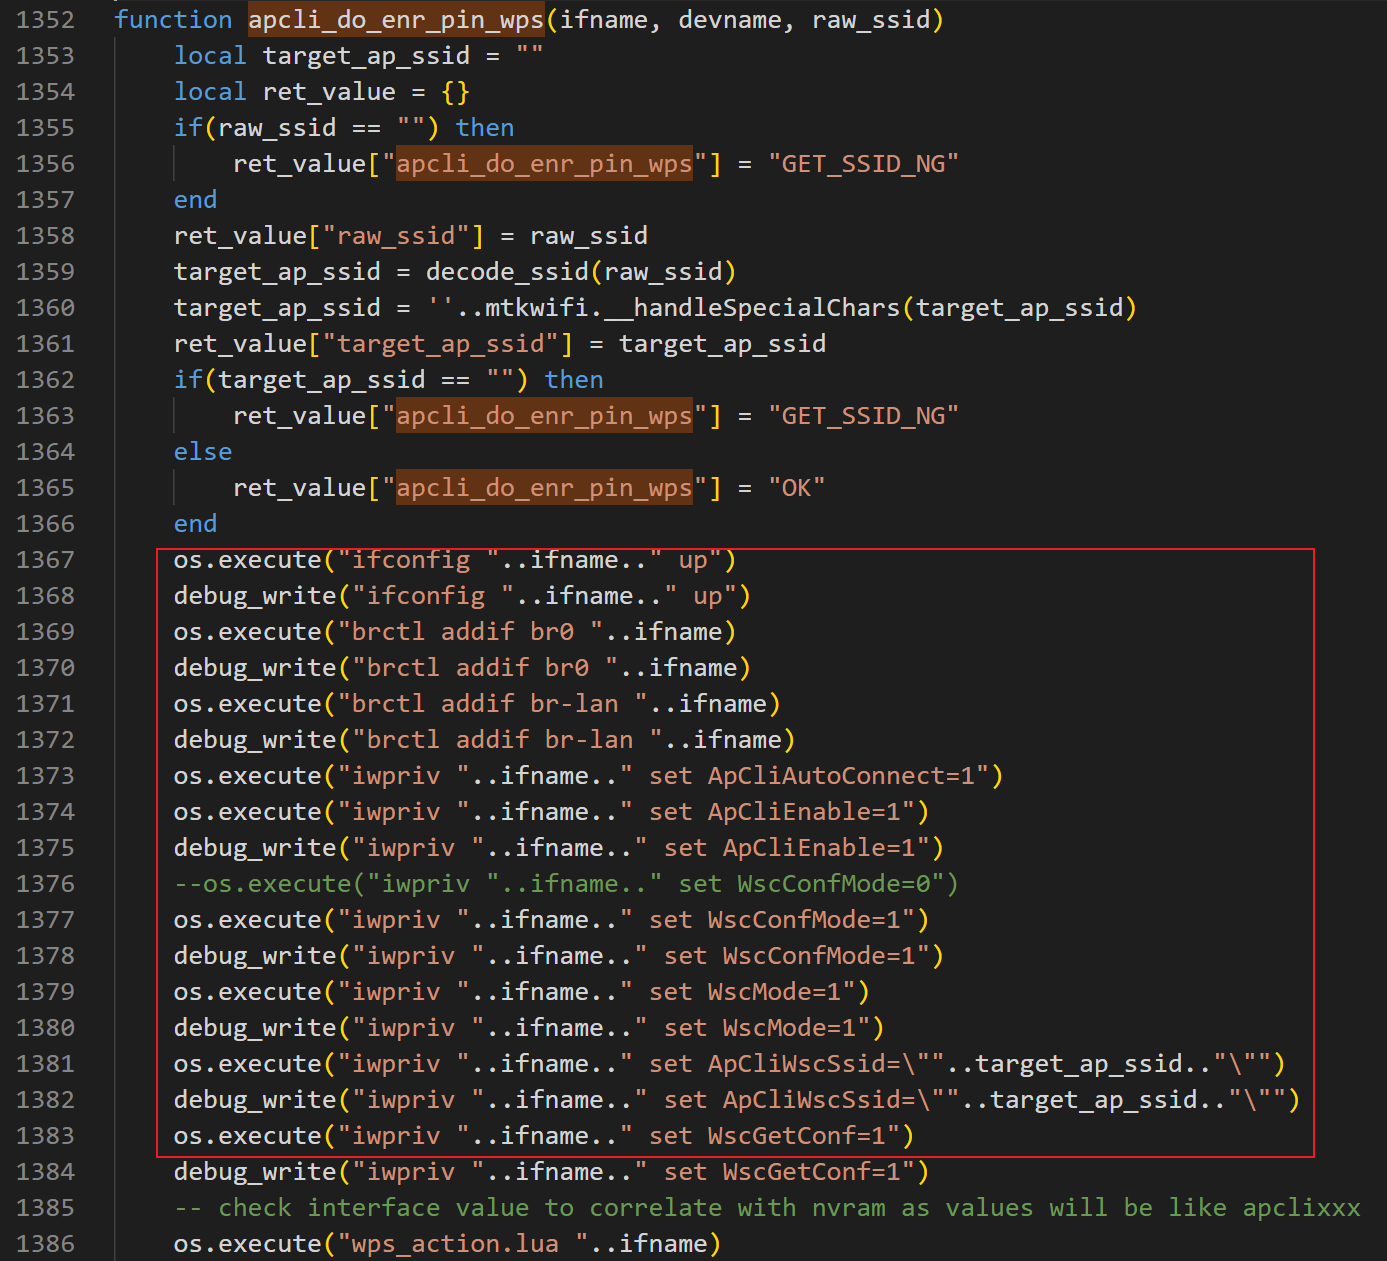 1352 function apcli_do_enr_pin_wps(ifname, devname, raw_ssid)
1353     local target_ap_ssid = ""
1354     local ret_value = {}
1355     if(raw_ssid == "") then
1356         ret_value["apcli_do_enr_pin_wps"] = "GET_SSID_NG"
1357     end
1358     ret_value["raw_ssid"] = raw_ssid
1359     target_ap_ssid = decode_ssid(raw_ssid)
1360     target_ap_ssid = ''..mtkwifi.__handleSpecialChars(target_ap_ssid)
1361     ret_value["target_ap_ssid"] = target_ap_ssid
1362     if(target_ap_ssid == "") then
1363         ret_value["apcli_do_enr_pin_wps"] = "GET_SSID_NG"
1364     else
1365         ret_value["apcli_do_enr_pin_wps"] = "OK"
1366     end
1367     os.execute("ifconfig "..ifname.." up")
1368     debug_write("ifconfig "..ifname.." up")
1369     os.execute("brctl addif br0 "..ifname)
1370     debug_write("brctl addif br0 "..ifname)
1371     os.execute("brctl addif br-lan "..ifname)
1372     debug_write("brctl addif br-lan "..ifname)
1373     os.execute("iwpriv "..ifname.." set ApCliAutoConnect=1")
1374     os.execute("iwpriv "..ifname.." set ApCliEnable=1")
1375     debug_write("iwpriv "..ifname.." set ApCliEnable=1")
1376     --os.execute("iwpriv "..ifname.." set WscConfMode=0")
1377     os.execute("iwpriv "..ifname.." set WscConfMode=1")
1378     debug_write("iwpriv "..ifname.." set WscConfMode=1")
1379     os.execute("iwpriv "..ifname.." set WscMode=1")
1380     debug_write("iwpriv "..ifname.." set WscMode=1")
1381     os.execute("iwpriv "..ifname.." set ApCliWscSsid=\""..target_ap_ssid.."\"")
1382     debug_write("iwpriv "..ifname.." set ApCliWscSsid=\""..target_ap_ssid.."\"")
1383     os.execute("iwpriv "..ifname.." set WscGetConf=1")
1384     debug_write("iwpriv "..ifname.." set WscGetConf=1")
1385     -- check interface value to correlate with nvram as values will be like apclixxx
1386     os.execute("wps_action.lua "..ifname)